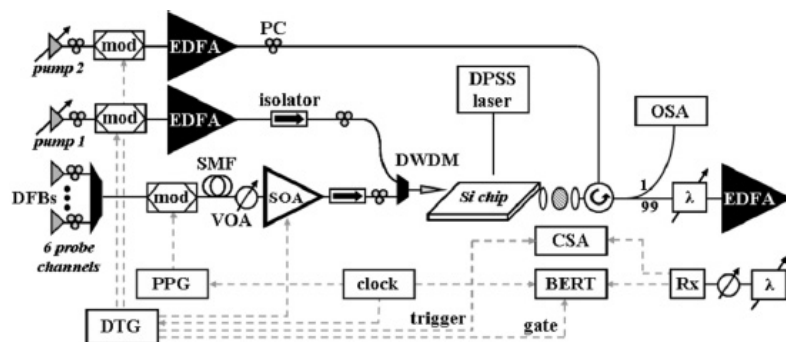 pump 2
mod
EDFA
PC
pump 1
mod
EDFA
isolator
DPSS
laser
OSA
DFBs
6 probe
channels
mod
SMF
VOA
SOA
DWDM
Si chip
1
99
λ
EDFA
PPG
clock
CSA
BERT
Rx
λ
DTG
trigger
gate